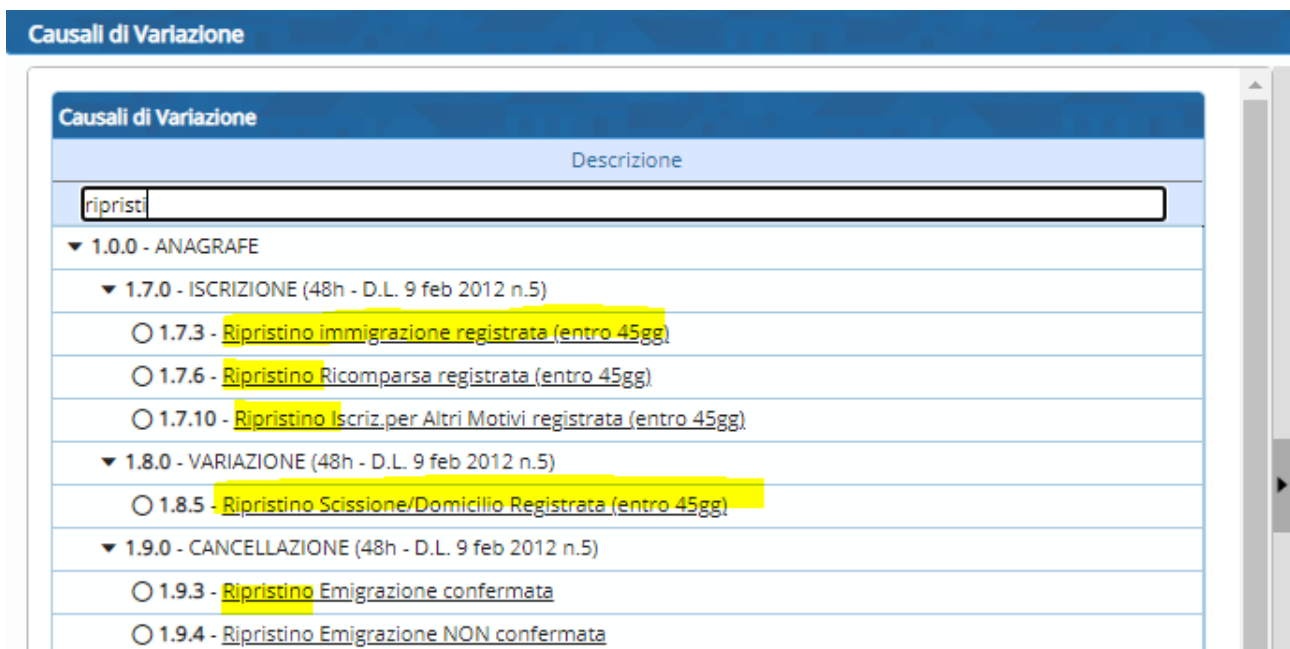 Causali di Variazione
Causali di Variazione
Descrizione
ripristi
1.0.0 - ANAGRAFE
1.7.0 - ISCRIZIONE (48h - D.L. 9 feb 2012 n.5)
1.7.3 - Ripristino immigrazione registrata (entro 45gg)
1.7.6 - Ripristino Ricomparsa registrata (entro 45gg)
1.7.10 - Ripristino Iscriz.per Altri Motivi registrata (entro 45gg)
1.8.0 - VARIAZIONE (48h - D.L. 9 feb 2012 n.5)
1.8.5 - Ripristino Scissione/Domicilio Registrata (entro 45gg)
1.9.0 - CANCELLAZIONE (48h - D.L. 9 feb 2012 n.5)
1.9.3 - Ripristino Emigrazione confermata
1.9.4 - Ripristino Emigrazione NON confermata